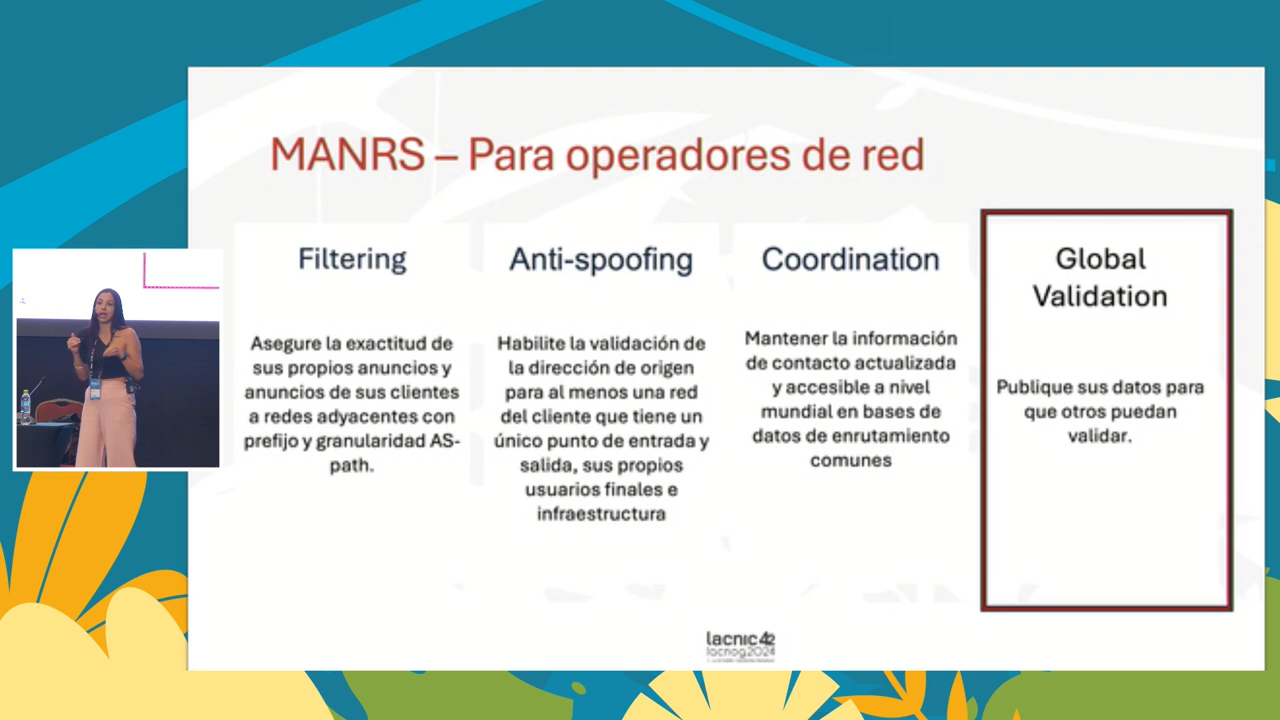 MANRS – Para operadores de red
Filtering
Asegure la exactitud de
sus propios anuncios y
anuncios de sus clientes
a redes adyacentes con
prefijo y granularidad AS-
path.
Anti-spoofing
Habilite la validación de
la dirección de origen
para al menos una red
del cliente que tiene un
único punto de entrada y
salida, sus propios
usuarios finales e
infraestructura
Coordination
Mantener la información
de contacto actualizada
y accesible a nivel
mundial en bases de
datos de enrutamiento
comunes
Global
Validation
Publique sus datos para
que otros puedan
validar.
lacnic42
lacnog2024